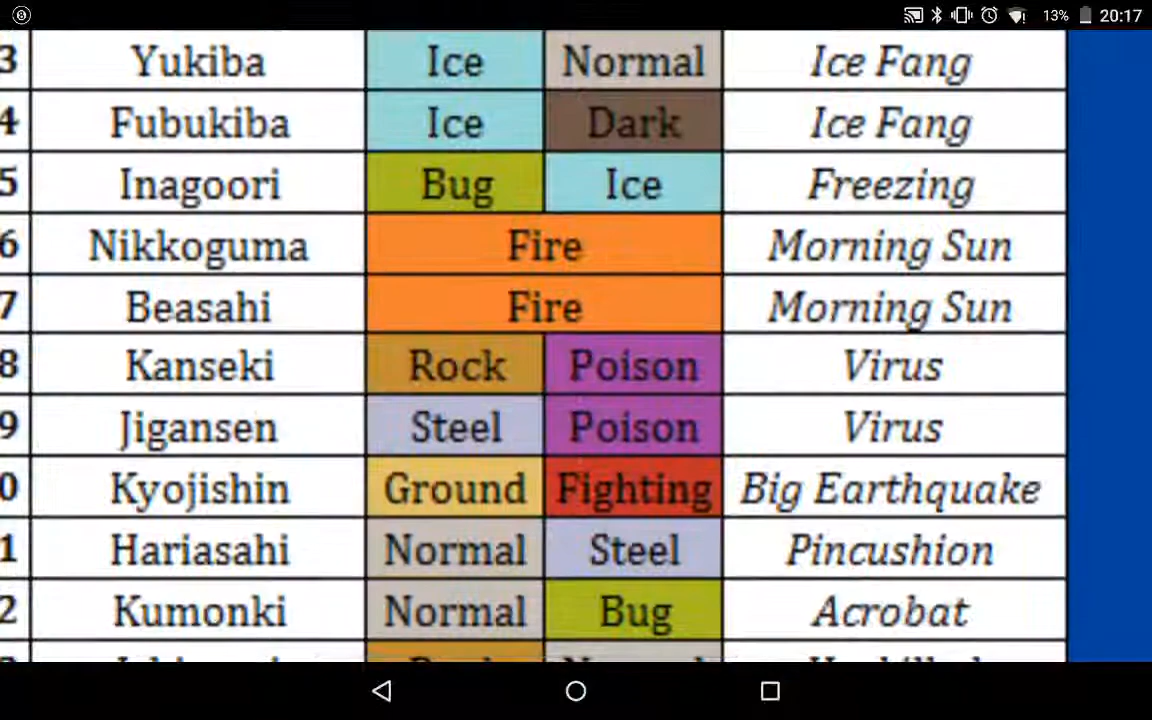 13% 20:17
3 Yukiba Ice Normal Ice Fang
4 Fubukiba Ice Dark Ice Fang
5 Inagoori Bug Ice Freezing
6 Nikkoguma Fire Morning Sun
7 Beasahi Fire Morning Sun
8 Kanseki Rock Poison Virus
9 Jigansen Steel Poison Virus
0 Kyojishin Ground Fighting Big Earthquake
1 Hariasahi Normal Steel Pincushion
2 Kumonki Normal Bug Acrobat